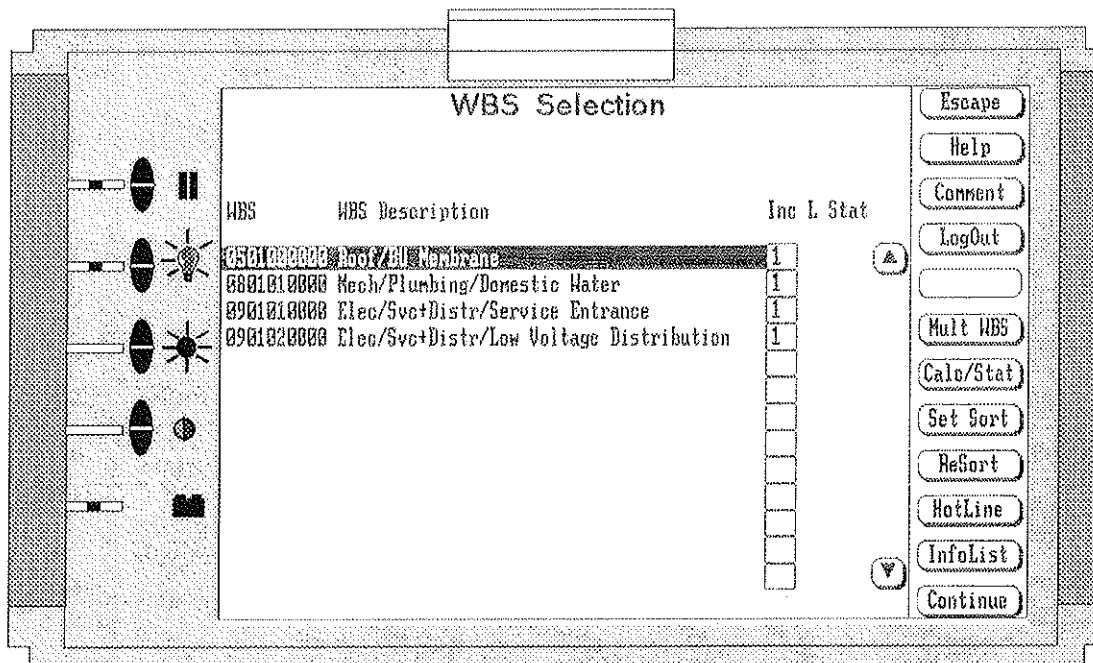 WBS Selection
WBS WBS Description Inc L Stat
0501000000 Roof/BU Membrane 1
0801010000 Mech/Plumbing/Domestic Water 1
0901010000 Elec/Svc+Distr/Service Entrance 1
0901020000 Elec/Svc+Distr/Low Voltage Distribution 1
Escape
Help
Comment
LogOut
Mult WBS
Calc/Stat
Set Sort
ReSort
HotLine
InfoList
Continue